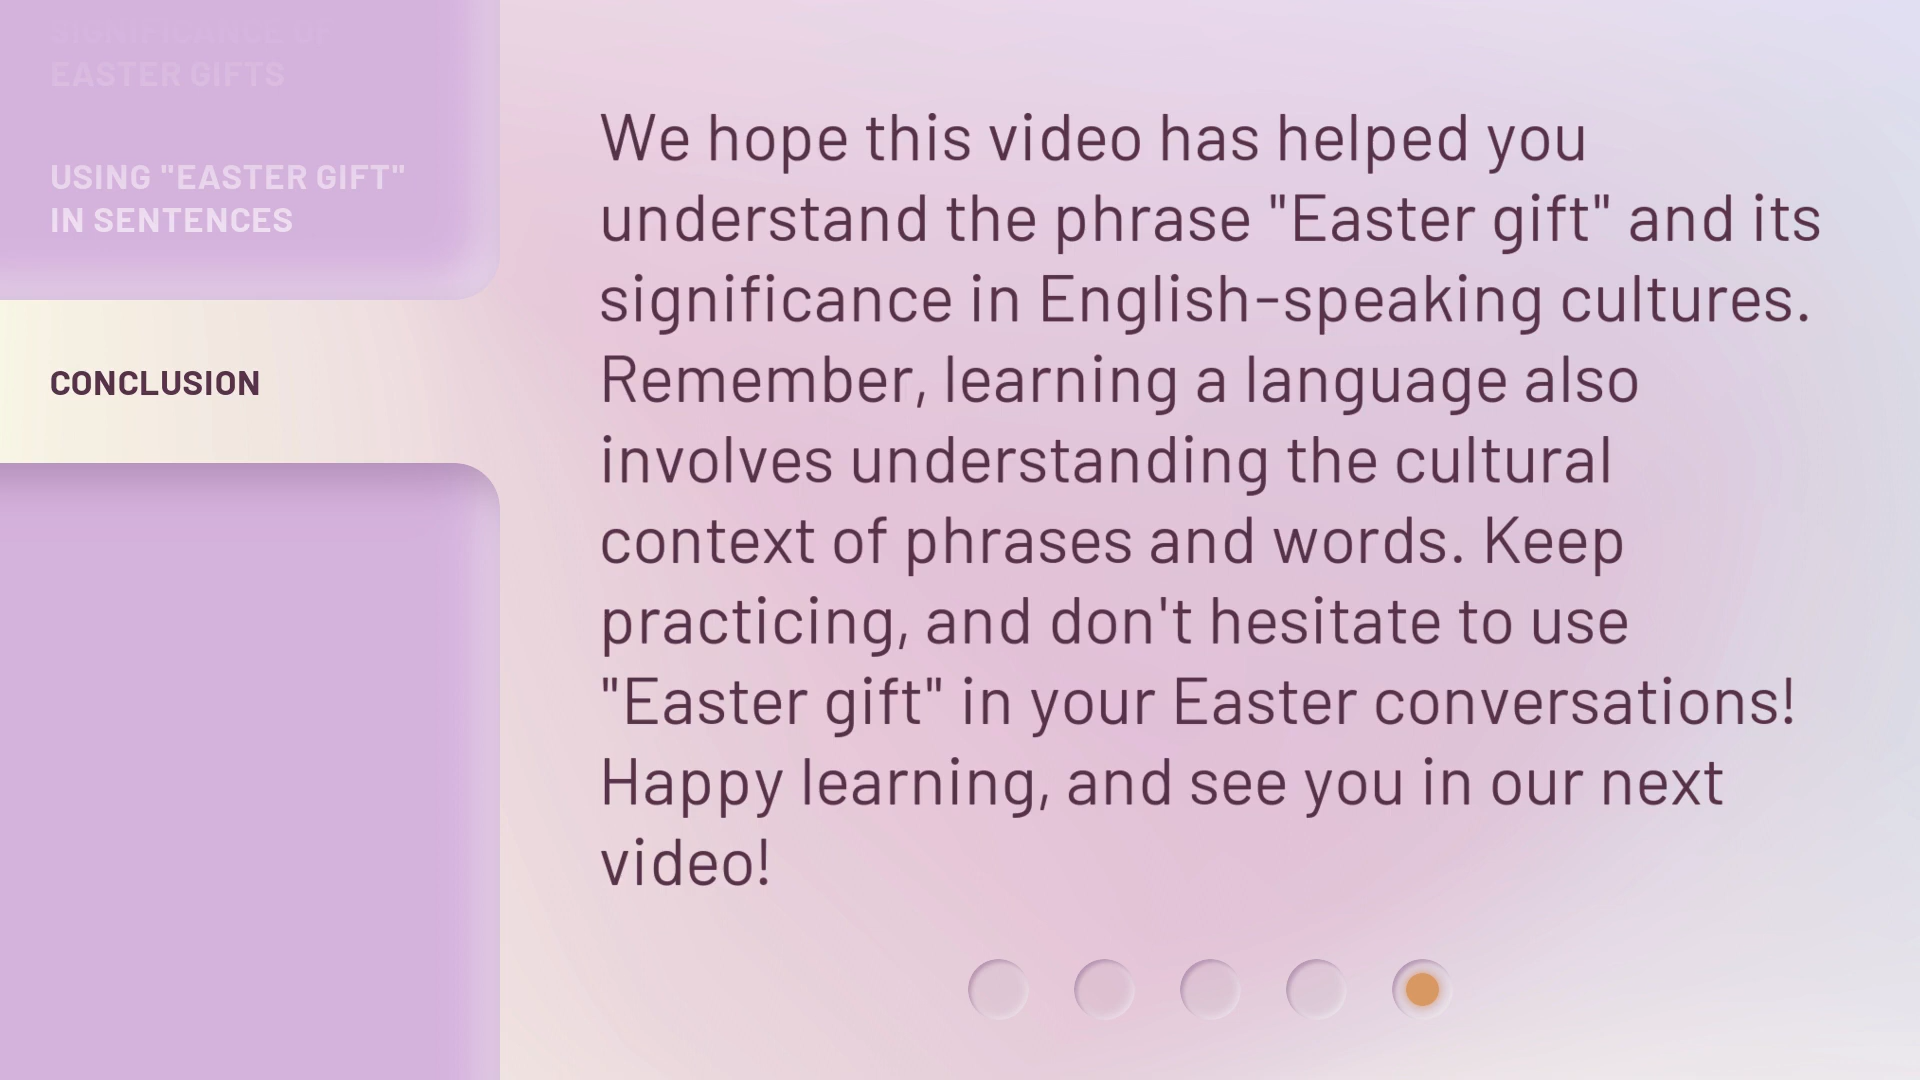 SIGNIFICANCE OF
EASTER GIFTS
USING "EASTER GIFT"
IN SENTENCES
CONCLUSION
We hope this video has helped you
understand the phrase "Easter gift" and its
significance in English-speaking cultures.
Remember, learning a language also
involves understanding the cultural
context of phrases and words. Keep
practicing, and don't hesitate to use
"Easter gift" in your Easter conversations!
Happy learning, and see you in our next
video!